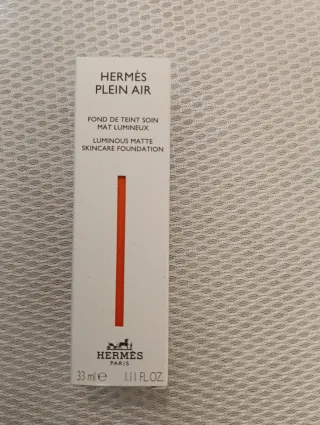 HERMÈS
PLEIN AIR
FOND DE TEINT SOIN
MAT LUMINEUX
LUMINOUS MATTE
SKINCARE FOUNDATION
HERMÈS
PARIS
33 ml ℮ 1.11 FL.OZ.